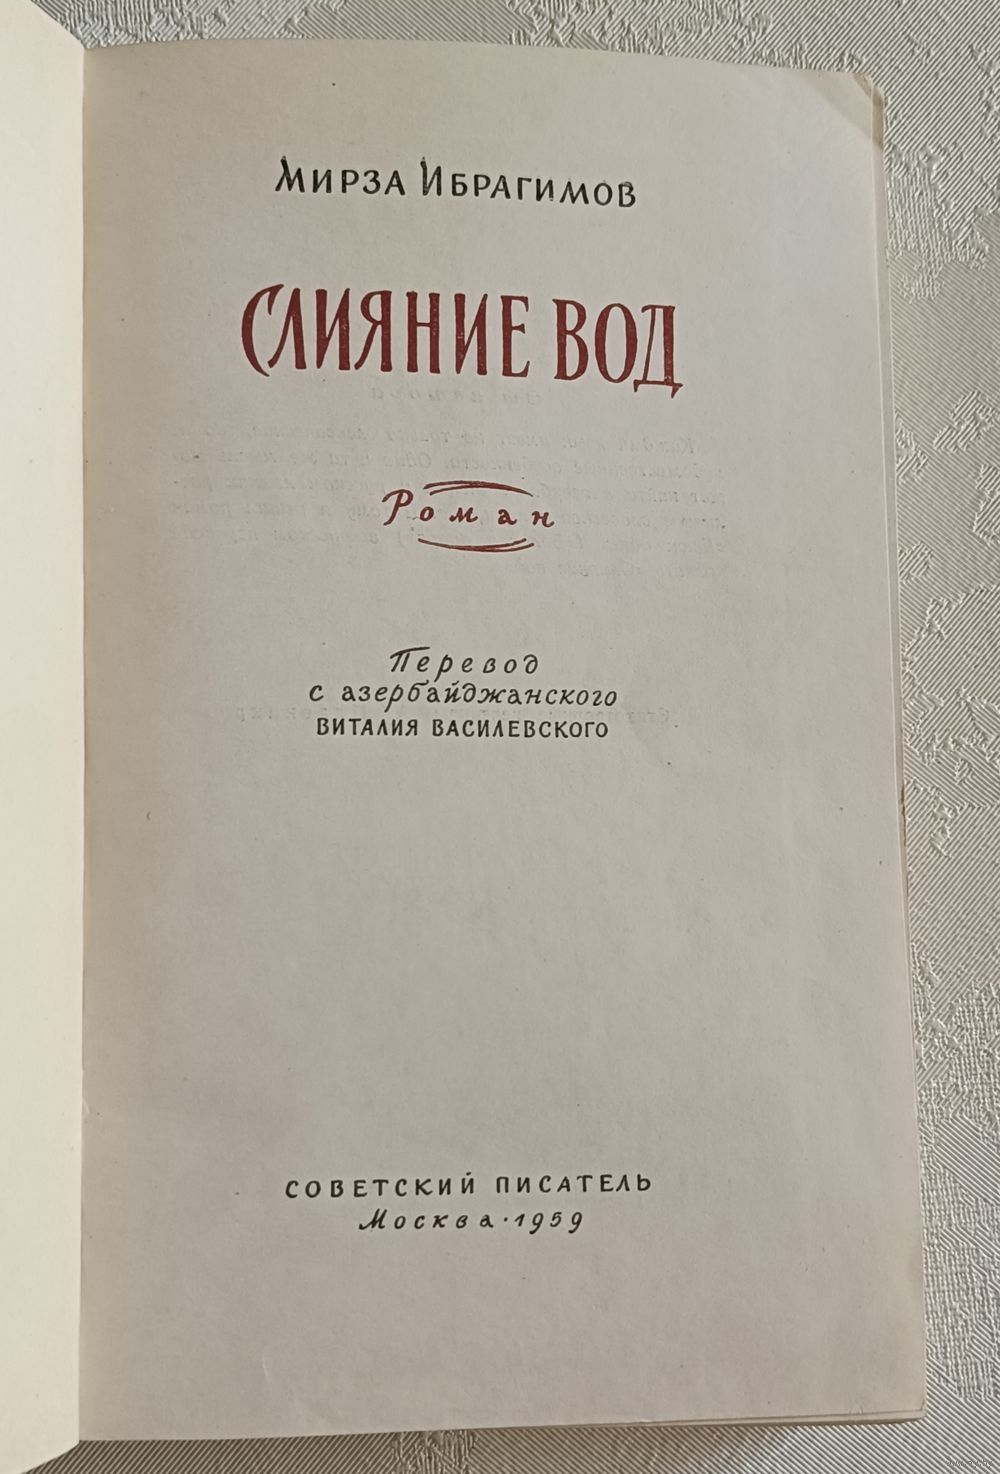 Мирза Ибрагимов
СЛИЯНИЕ ВОД
Роман
Перевод
с азербайджанского
ВИТАЛИЯ ВАСИЛЕВСКОГО
СОВЕТСКИЙ ПИСАТЕЛЬ
Москва · 1959